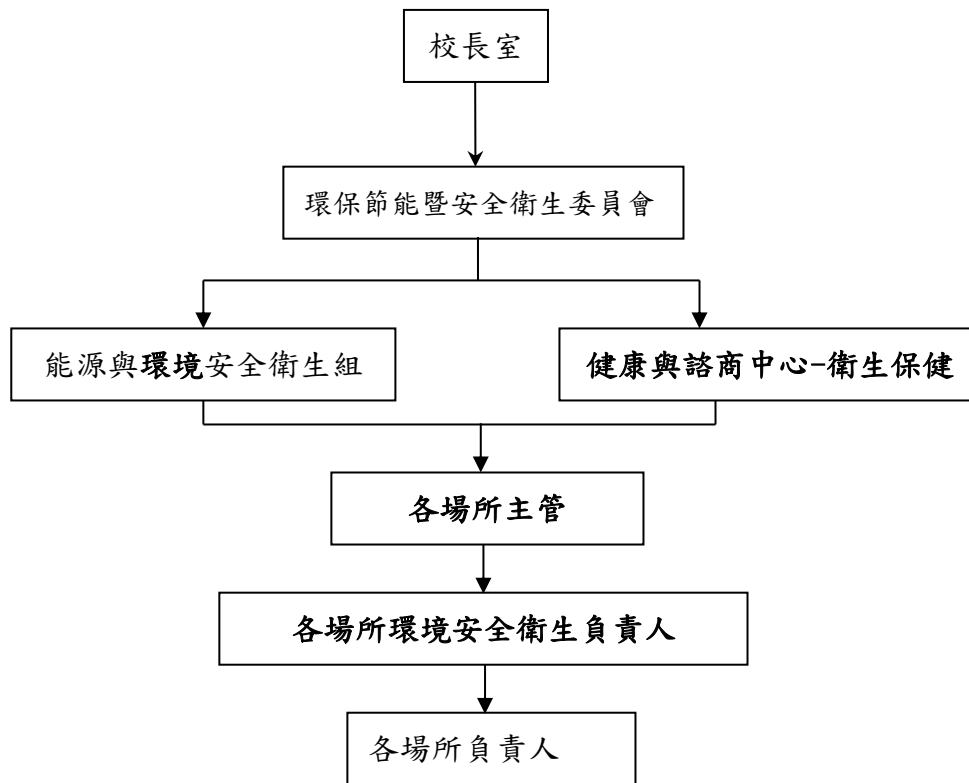 校長室
環保節能暨安全衛生委員會
能源與環境安全衛生組
健康與諮商中心-衛生保健
各場所主管
各場所環境安全衛生負責人
各場所負責人